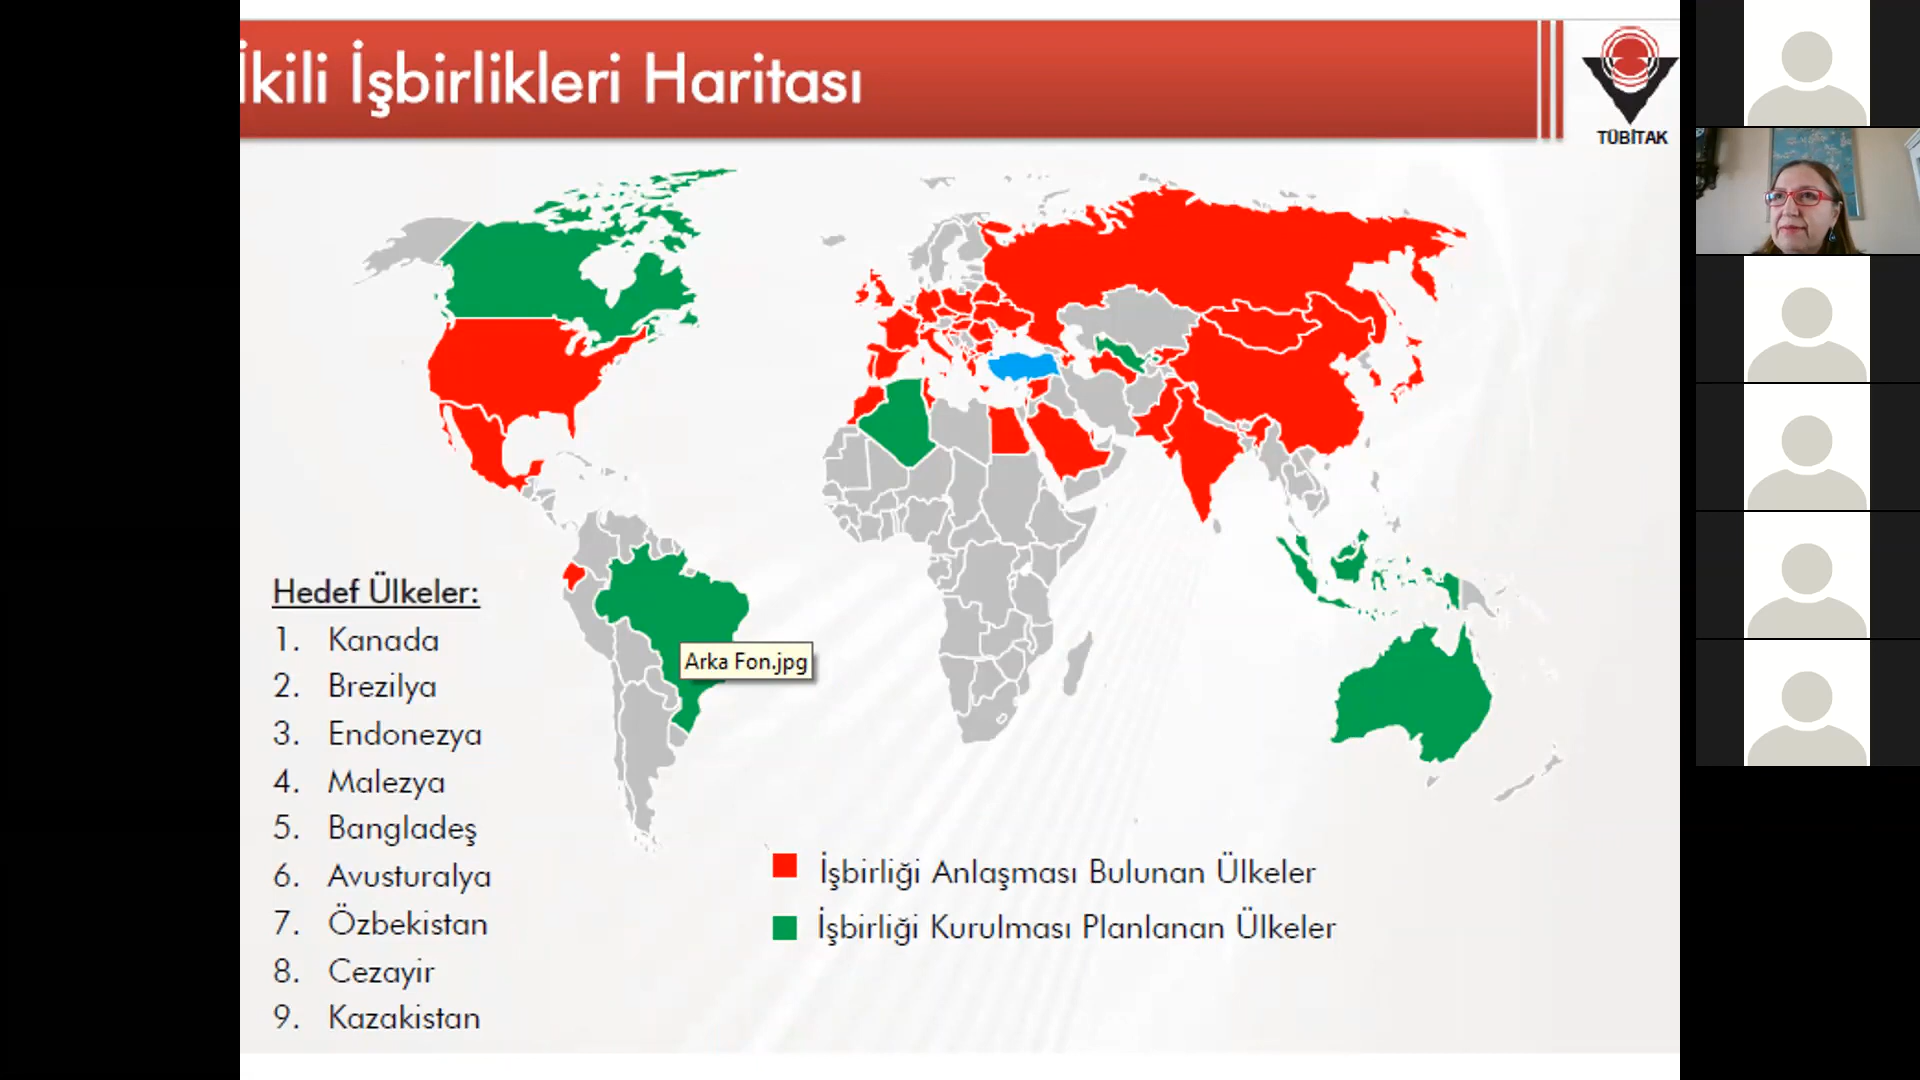 İkili İşbirlikleri Haritası
TÜBİTAK
Hedef Ülkeler:
1. Kanada
2. Brezilya
3. Endonezya
4. Malezya
5. Bangladeş
6. Avusturalya
7. Özbekistan
8. Cezayir
9. Kazakistan
Arka Fon.jpg
İşbirliği Anlaşması Bulunan Ülkeler
İşbirliği Kurulması Planlanan Ülkeler